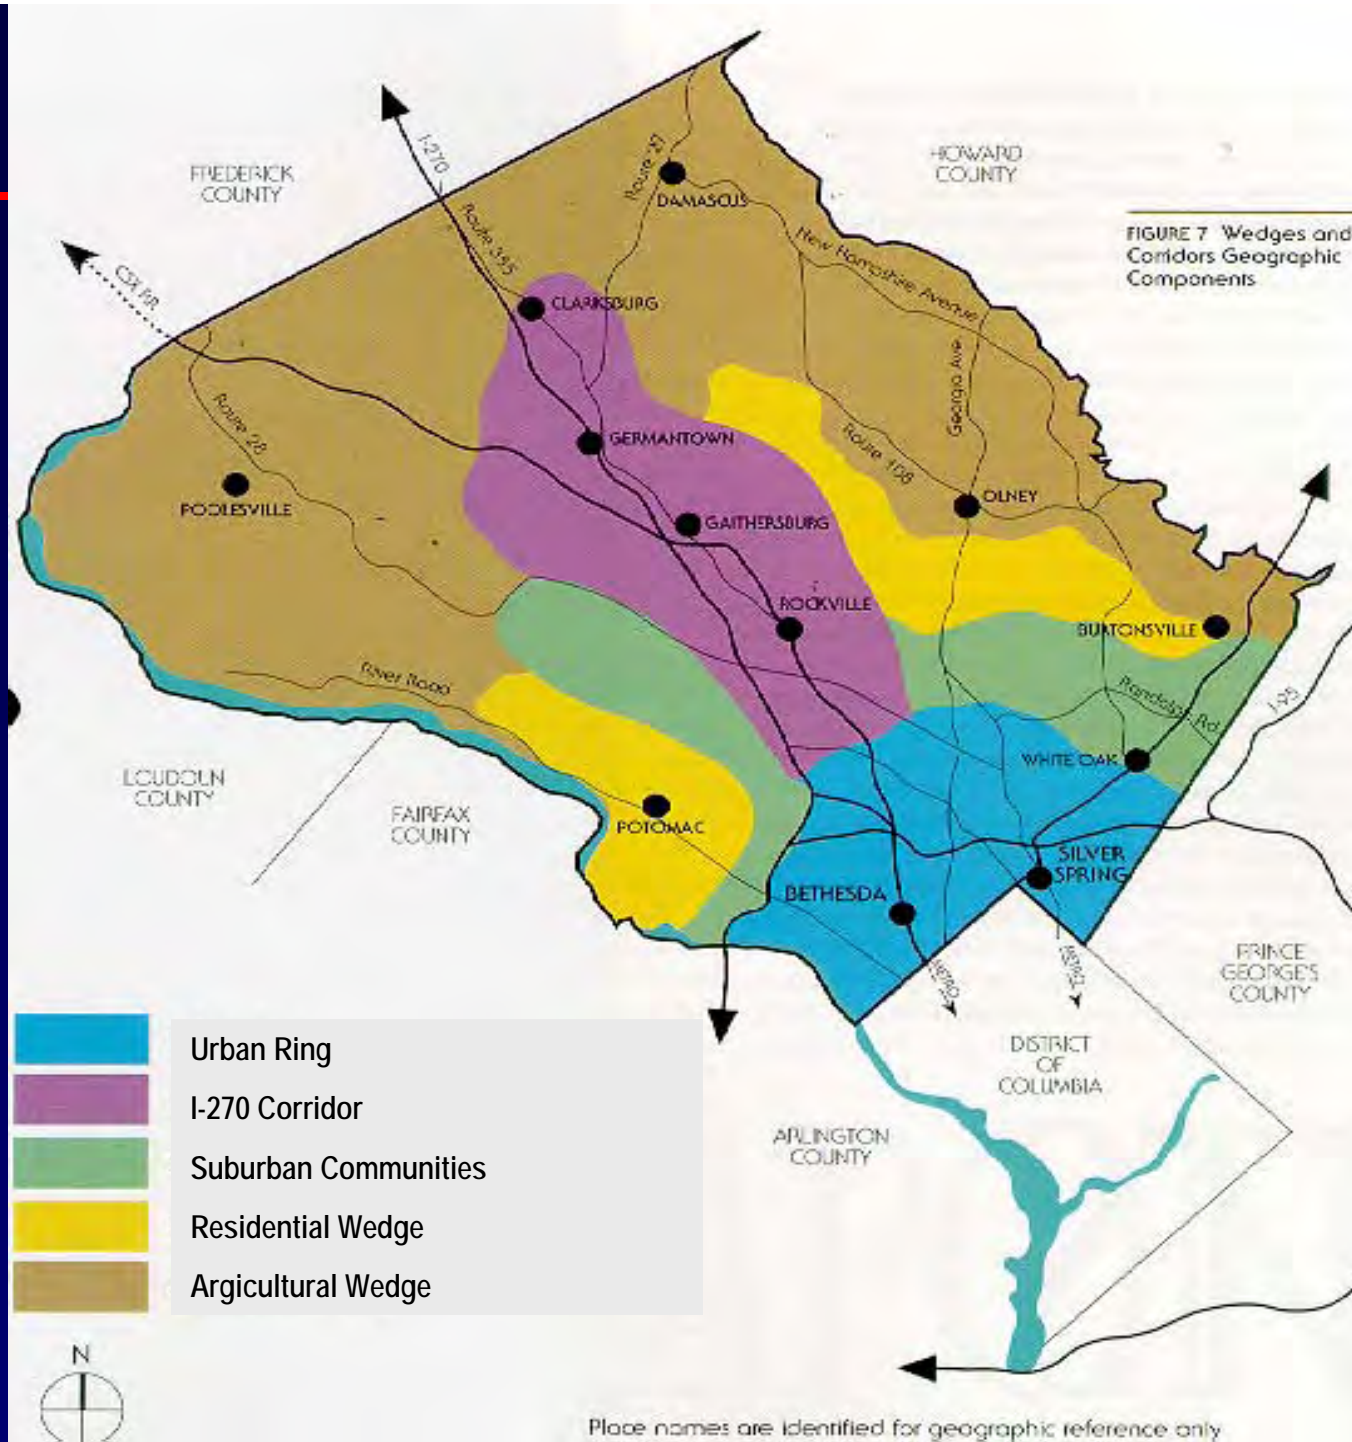 FREDERICK
COUNTY
HOWARD
COUNTY
FIGURE 7 Wedges and
Corridors Geographic
Components
I-270
Route 355
Route 27
DAMASCUS
New Hampshire Avenue
CSX RR
CLARKSBURG
Georgia Ave.
Route 28
GERMANTOWN
Route 108
POOLESVILLE
OLNEY
GAITHERSBURG
ROCKVILLE
BURTONSVILLE
River Road
Randolph Rd.
I-95
WHITE OAK
LOUDOUN
COUNTY
FAIRFAX
COUNTY
POTOMAC
SILVER
SPRING
BETHESDA
METRO
METRO
PRINCE
GEORGE'S
COUNTY
DISTRICT
OF
COLUMBIA
ARLINGTON
COUNTY
Urban Ring
I-270 Corridor
Suburban Communities
Residential Wedge
Argicultural Wedge
N
Place names are identified for geographic reference only